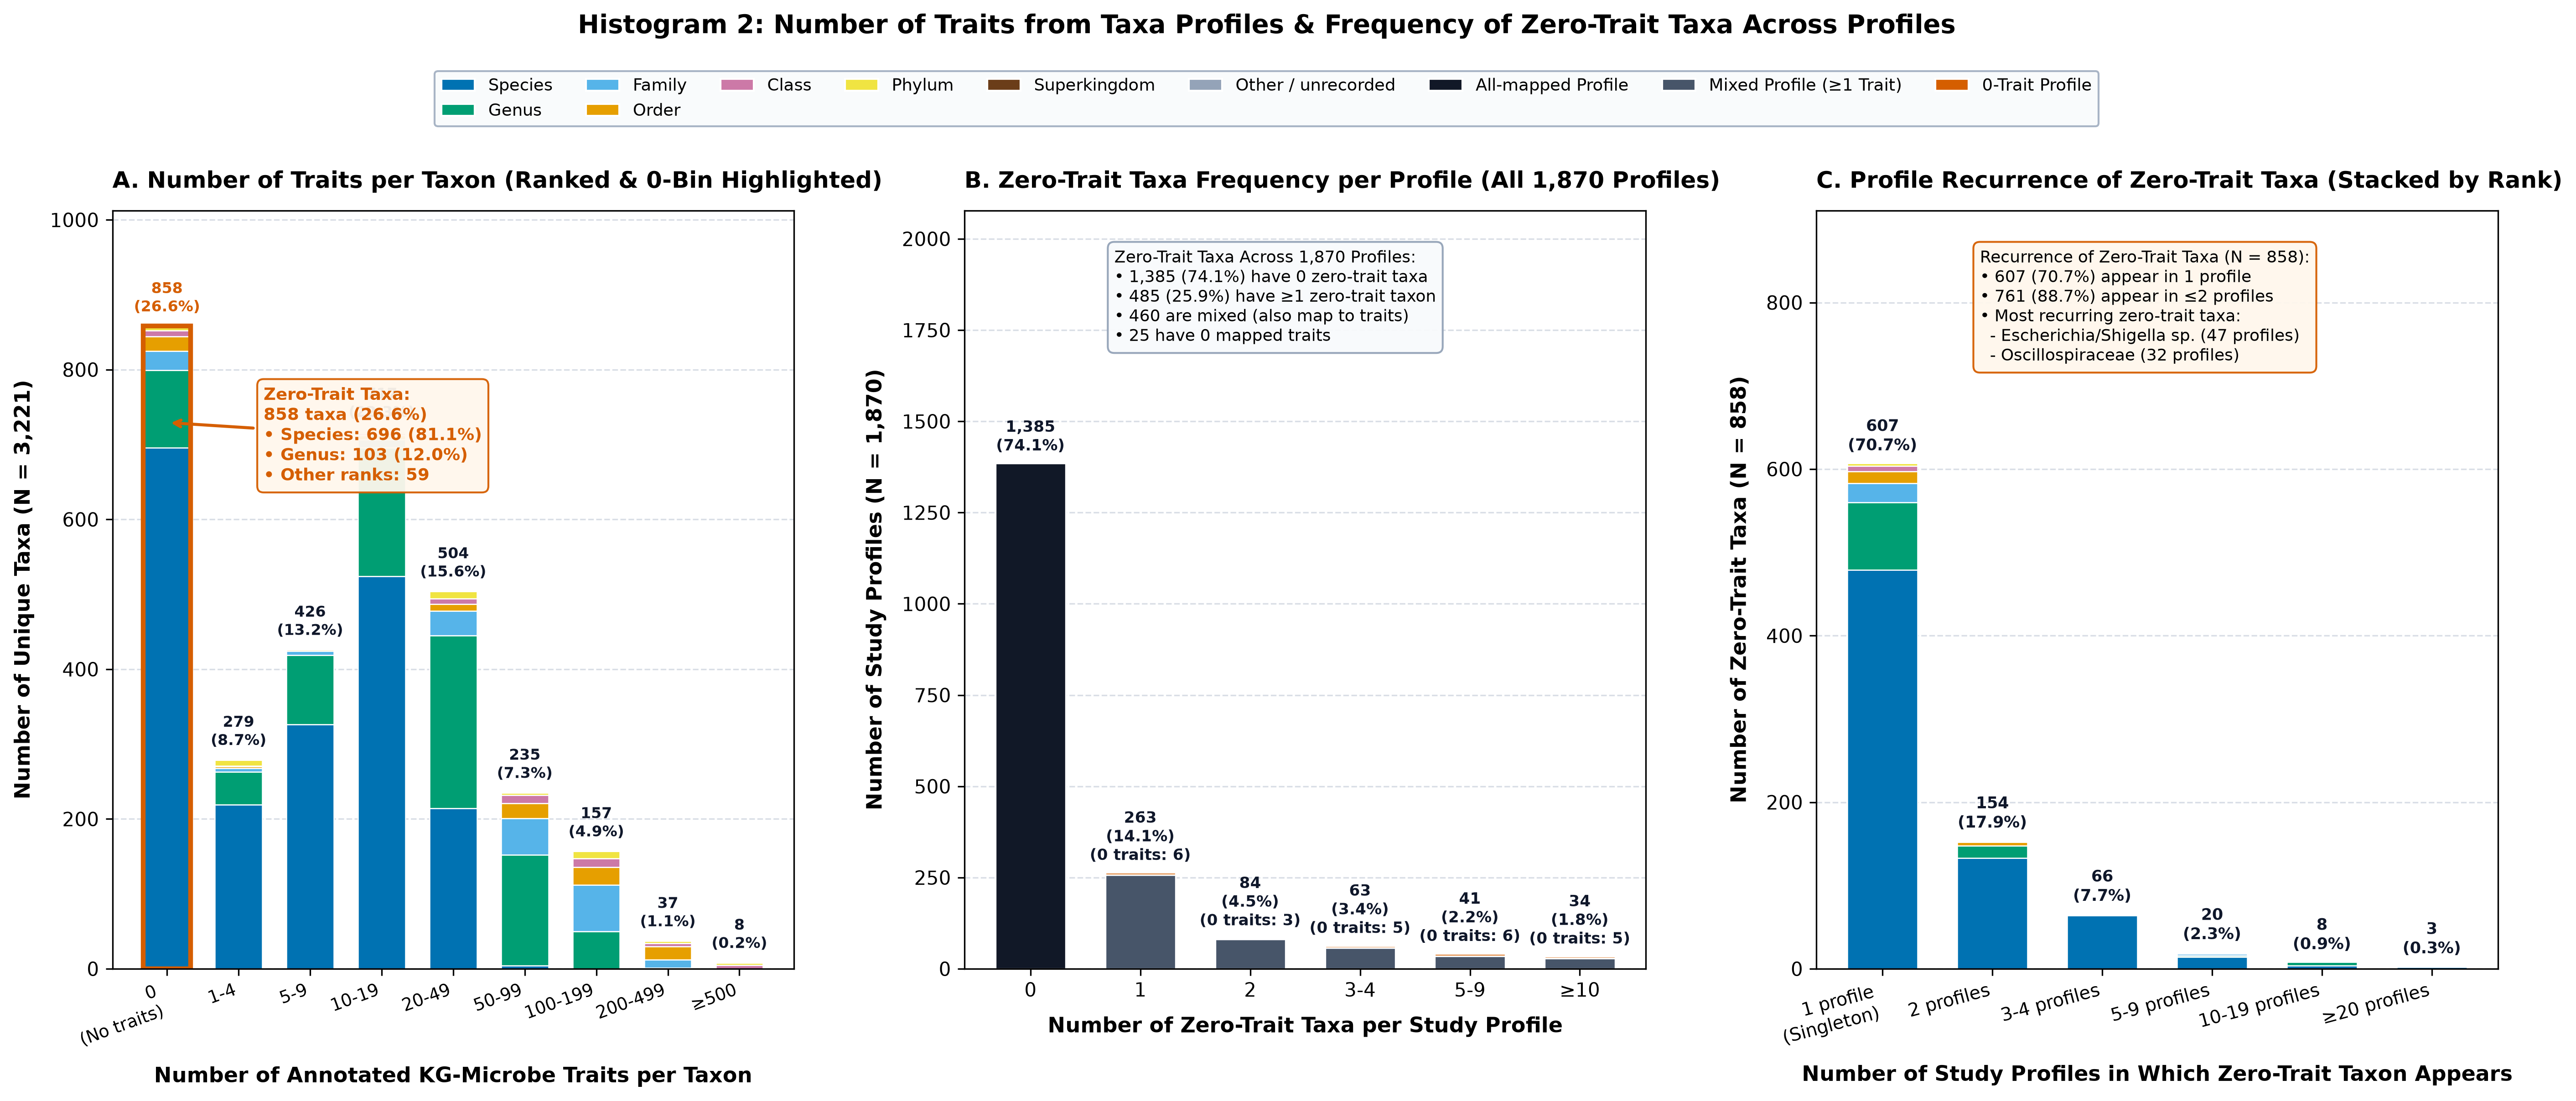 Histogram 2: Number of Traits from Taxa Profiles & Frequency of Zero-Trait Taxa Across Profiles
Species
Family
Class
Phylum
Superkingdom
Other / unrecorded
All-mapped Profile
Mixed Profile (≥1 Trait)
0-Trait Profile
Genus
Order
A. Number of Traits per Taxon (Ranked & 0-Bin Highlighted)
Number of Unique Taxa (N = 3,221)
1000
800
600
400
200
0
858
(26.6%)
Zero-Trait Taxa:
858 taxa (26.6%)
• Species: 696 (81.1%)
• Genus: 103 (12.0%)
• Other ranks: 59
279
(8.7%)
426
(13.2%)
504
(15.6%)
235
(7.3%)
157
(4.9%)
37
(1.1%)
8
(0.2%)
0
(No traits)
1-4
5-9
10-19
20-49
50-99
100-199
200-499
≥500
Number of Annotated KG-Microbe Traits per Taxon
B. Zero-Trait Taxa Frequency per Profile (All 1,870 Profiles)
Number of Study Profiles (N = 1,870)
2000
1750
1500
1250
1000
750
500
250
0
Zero-Trait Taxa Across 1,870 Profiles:
• 1,385 (74.1%) have 0 zero-trait taxa
• 485 (25.9%) have ≥1 zero-trait taxon
• 460 are mixed (also map to traits)
• 25 have 0 mapped traits
1,385
(74.1%)
263
(14.1%)
(0 traits: 6)
84
(4.5%)
(0 traits: 3)
63
(3.4%)
(0 traits: 5)
41
(2.2%)
(0 traits: 6)
34
(1.8%)
(0 traits: 5)
0
1
2
3-4
5-9
≥10
Number of Zero-Trait Taxa per Study Profile
C. Profile Recurrence of Zero-Trait Taxa (Stacked by Rank)
Number of Zero-Trait Taxa (N = 858)
800
600
400
200
0
Recurrence of Zero-Trait Taxa (N = 858):
• 607 (70.7%) appear in 1 profile
• 761 (88.7%) appear in ≤2 profiles
• Most recurring zero-trait taxa:
- Escherichia/Shigella sp. (47 profiles)
- Oscillospiraceae (32 profiles)
607
(70.7%)
154
(17.9%)
66
(7.7%)
20
(2.3%)
8
(0.9%)
3
(0.3%)
1 profile
(Singleton)
2 profiles
3-4 profiles
5-9 profiles
10-19 profiles
≥20 profiles
Number of Study Profiles in Which Zero-Trait Taxon Appears